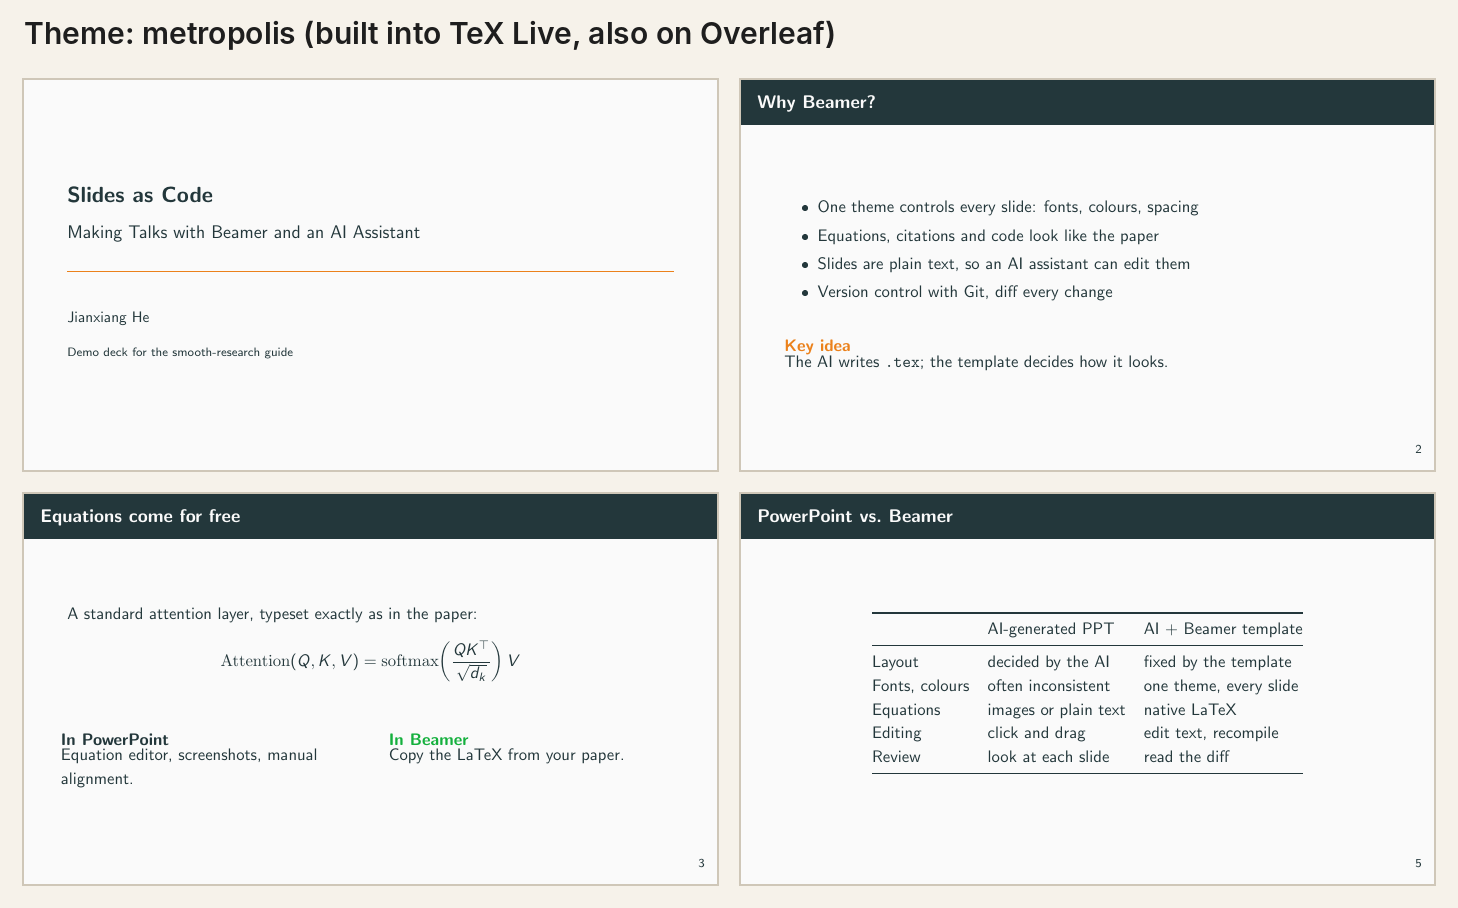 Theme: metropolis (built into TeX Live, also on Overleaf)
Slides as Code
Making Talks with Beamer and an AI Assistant
Jianxiang He
Demo deck for the smooth-research guide
Why Beamer?
• One theme controls every slide: fonts, colours, spacing
• Equations, citations and code look like the paper
• Slides are plain text, so an AI assistant can edit them
• Version control with Git, diff every change
Key idea
The AI writes .tex; the template decides how it looks.
2
Equations come for free
A standard attention layer, typeset exactly as in the paper:
Attention(Q, K, V) = softmax(QK⊤/√dk) V
In PowerPoint
Equation editor, screenshots, manual
alignment.
In Beamer
Copy the LaTeX from your paper.
3
PowerPoint vs. Beamer
AI-generated PPT AI + Beamer template
Layout decided by the AI fixed by the template
Fonts, colours often inconsistent one theme, every slide
Equations images or plain text native LaTeX
Editing click and drag edit text, recompile
Review look at each slide read the diff
5